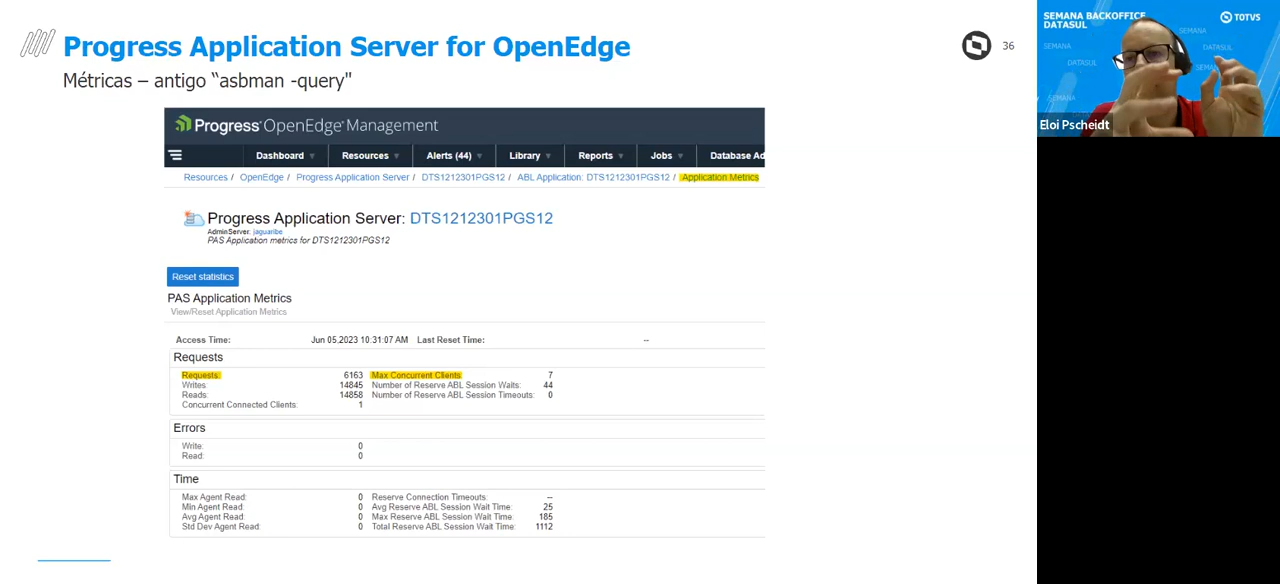 Progress Application Server for OpenEdge
36
Métricas – antigo “asbman -query"
Progress OpenEdge Management
Dashboard Resources Alerts (44) Library Reports Jobs Database Ad
Resources / OpenEdge / Progress Application Server / DTS1212301PGS12 / ABL Application: DTS1212301PGS12 / Application Metrics
Progress Application Server: DTS1212301PGS12
AdminServer: jaguaribe
PAS Application metrics for DTS1212301PGS12
Reset statistics
PAS Application Metrics
View/Reset Application Metrics
Access Time: Jun 05,2023 10:31:07 AM Last Reset Time: --
Requests
Requests: 6163 Max Concurrent Clients 7
Writes 14845 Number of Reserve ABL Session Waits: 44
Reads: 14858 Number of Reserve ABL Session Timeouts: 0
Concurrent Connected Clients: 1
Errors
Write: 0
Read: 0
Time
Max Agent Read: 0 Reserve Connection Timeouts: --
Min Agent Read: 0 Avg Reserve ABL Session Wait Time: 25
Avg Agent Read: 0 Max Reserve ABL Session Wait Time: 185
Std Dev Agent Read: 0 Total Reserve ABL Session Wait Time: 1112
SEMANA BACKOFFICE
DATASUL
TOTVS
SEMANA
SEMANA
DATASUL
DATASUL
SEMANA
Eloi Pscheidt